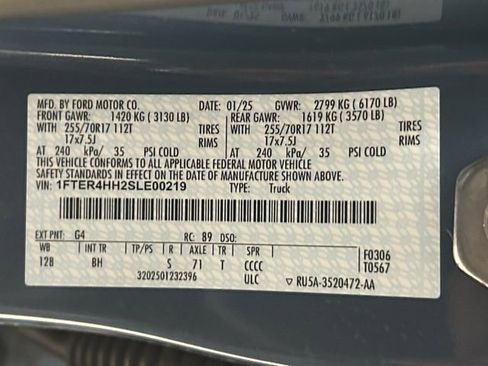 MFD. BY FORD MOTOR CO. DATE: 01/25 GVWR: 2799 KG ( 6170 LB)
FRONT GAWR: 1420 KG ( 3130 LB) REAR GAWR: 1619 KG ( 3570 LB)
WITH 255/70R17 112T TIRES WITH 255/70R17 112T TIRES
17x7.5J RIMS 17x7.5J RIMS
AT 240 kPa/ 35 PSI COLD AT 240 kPa/ 35 PSI COLD
THIS VEHICLE CONFORMS TO ALL APPLICABLE FEDERAL MOTOR VEHICLE
SAFETY STANDARDS IN EFFECT ON THE DATE OF MANUFACTURE SHOWN ABOVE.
VIN: 1FTER4HH2SLE00219 TYPE: Truck
EXT PNT: G4 RC: 89 DSO:
WB INT TR TP/PS R AXLE TR SPR F0306
128 BH S 71 T CCCC T0567
3202501232396 ULC ▽ RU5A-3520472-AA